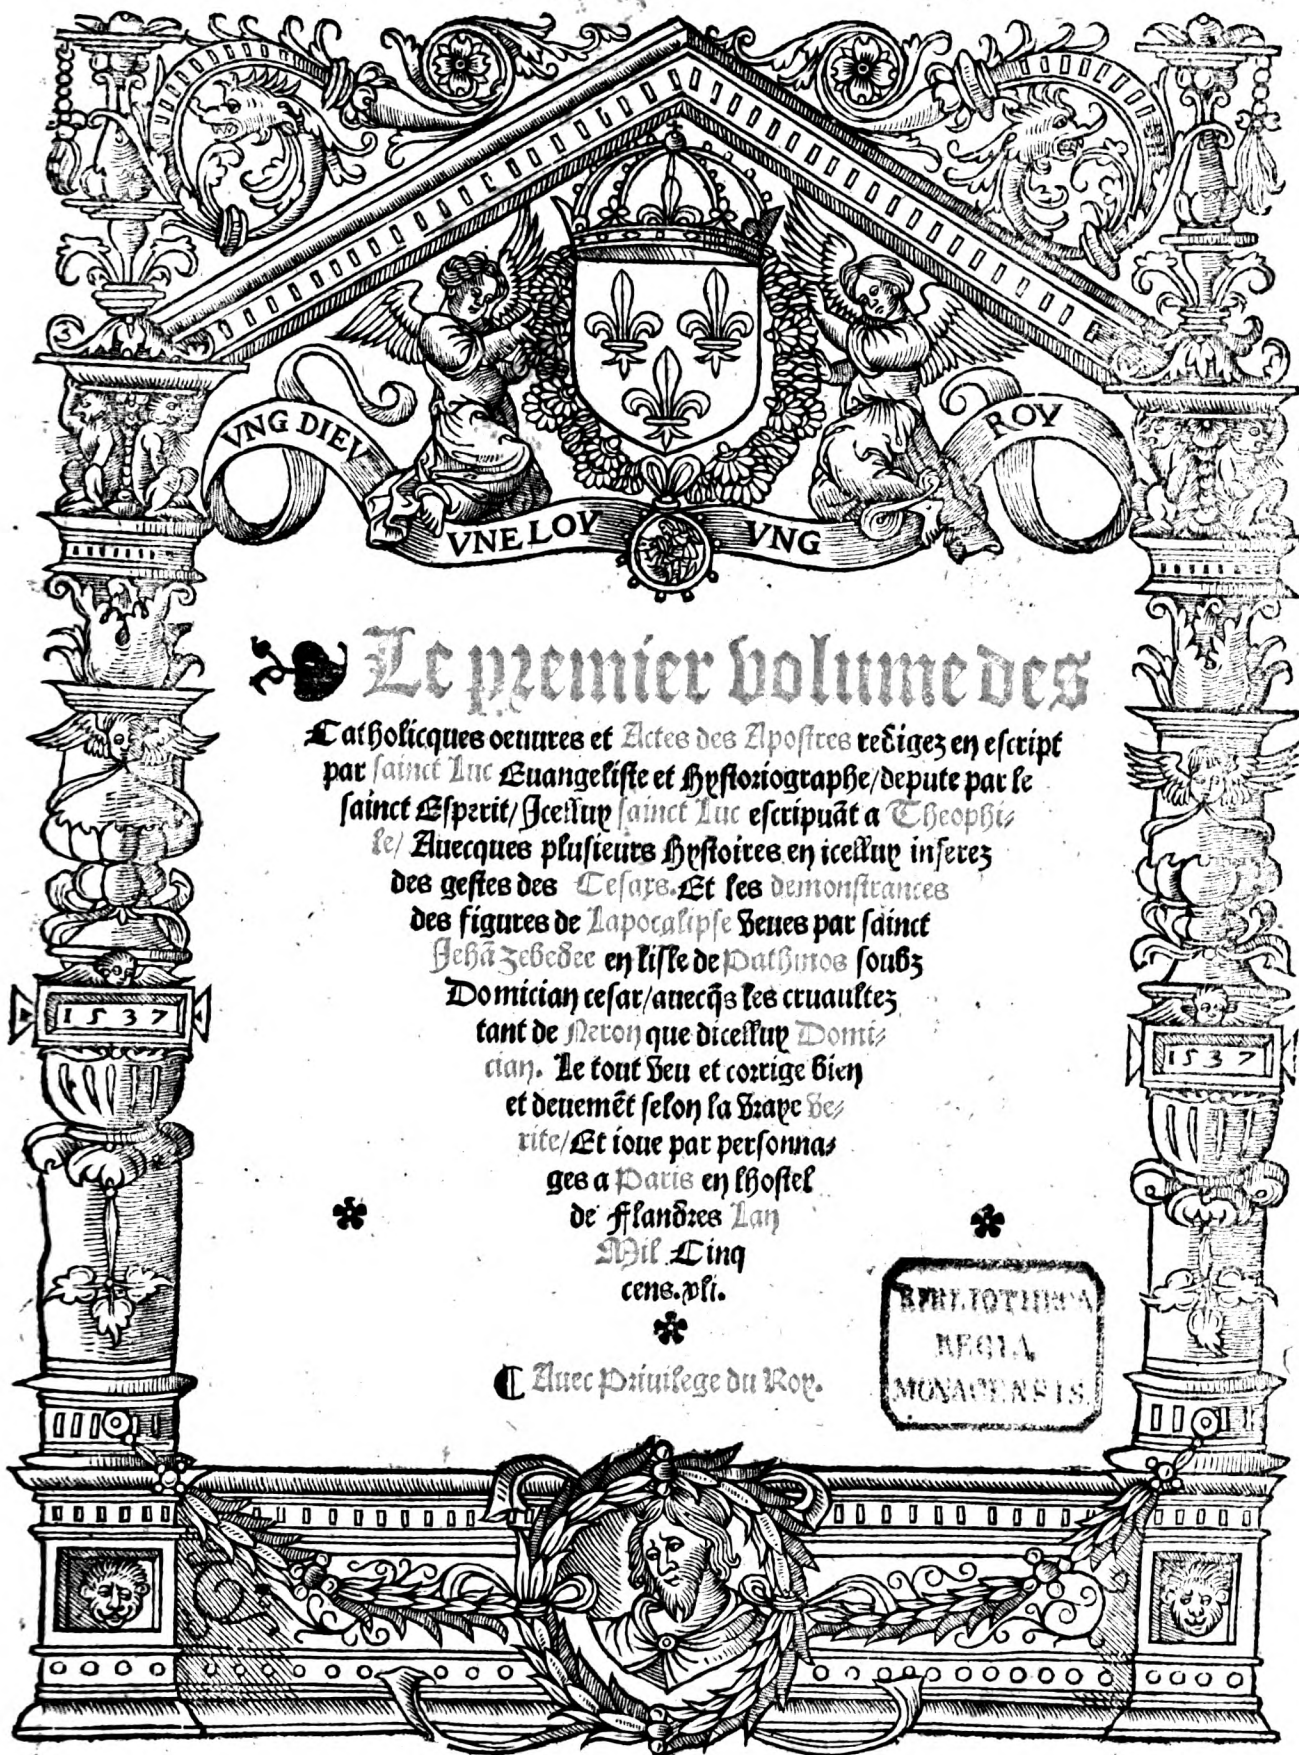 VNG DIEV
VNE LOY
VNG
ROY
Le premier volume des
Catholicques oeuures et Actes des Apostres redigez en escript
par sainct Luc Euangeliste et Hystoriographe/depute par le
sainct Esperit/Icelluy sainct Luc escripuāt a Theophi⸗
le/ Auecques plusieurs Hystoires en icelluy inserez
des gestes des Cesars. Et les demonstrances
des figures de Lapocalipse veues par sainct
Jehā zebedee en lisle de Pathmos soubz
Domician cesar/auecq̄s les cruaultez
tant de Neron que dicelluy Domi⸗
cian. Le tout veu et corrige bien
et deuemēt selon la vraye ve⸗
rite/Et ioue par personna⸗
ges a Paris en lhostel
de Flandres Lan
Mil Cinq
cens.xli.
Auec Priuilege du Roy.
1537
1537
BIBLIOTHECA
REGIA
MONACENSIS.